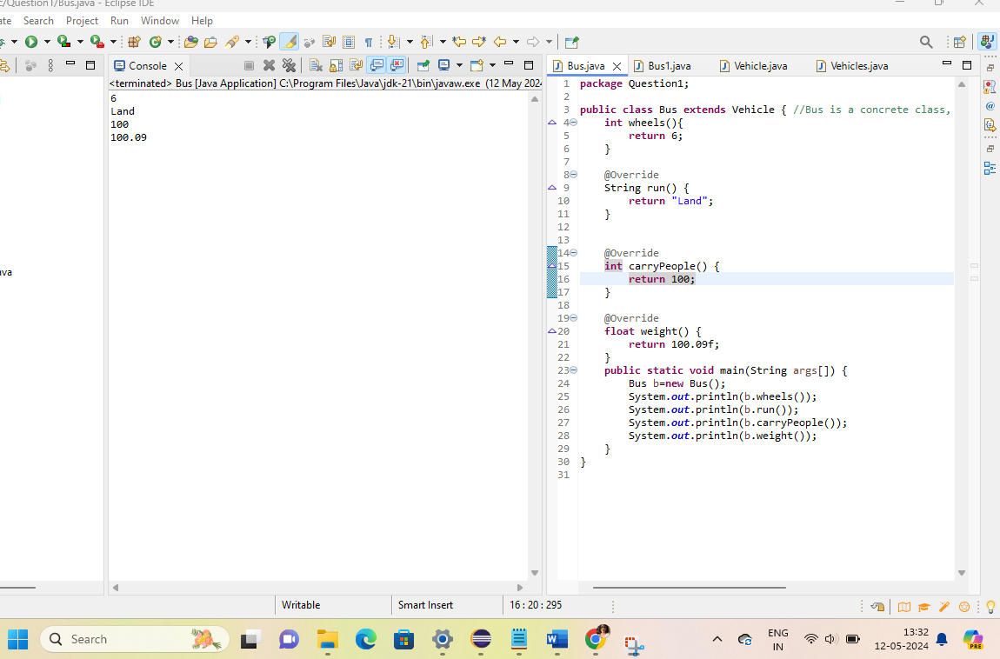 c/Question1/Bus.java - Eclipse IDE
ate Search Project Run Window Help
Console
Bus.java
Bus1.java
Vehicle.java
Vehicles.java
<terminated> Bus [Java Application] C:\Program Files\Java\jdk-21\bin\javaw.exe (12 May 2024
6
Land
100
100.09
ava
1 package Question1;
2
3 public class Bus extends Vehicle { //Bus is a concrete class,
4 int wheels(){
5 return 6;
6 }
7
8 @Override
9 String run() {
10 return "Land";
11 }
12
13
14 @Override
15 int carryPeople() {
16 return 100;
17 }
18
19 @Override
20 float weight() {
21 return 100.09f;
22 }
23 public static void main(String args[]) {
24 Bus b=new Bus();
25 System.out.println(b.wheels());
26 System.out.println(b.run());
27 System.out.println(b.carryPeople());
28 System.out.println(b.weight());
29 }
30 }
31
Writable
Smart Insert
16 : 20 : 295
Search
ENG
IN
13:32
12-05-2024
PRE